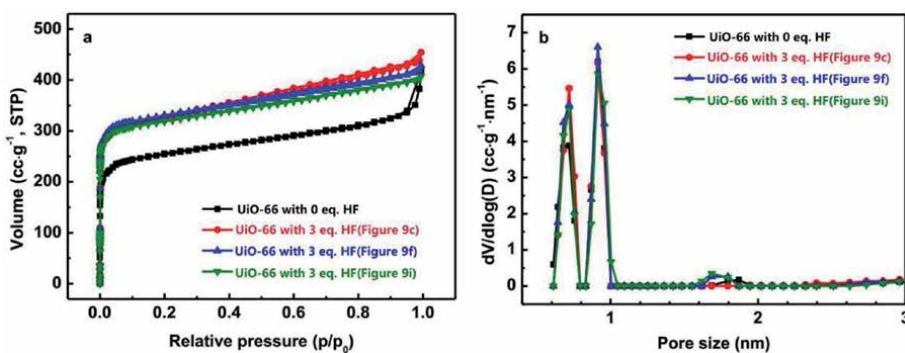 a
500
400
300
200
100
0
Volume (cc·g⁻¹, STP)
UiO-66 with 0 eq. HF
UiO-66 with 3 eq. HF(Figure 9c)
UiO-66 with 3 eq. HF(Figure 9f)
UiO-66 with 3 eq. HF(Figure 9i)
0.0 0.2 0.4 0.6 0.8 1.0
Relative pressure (p/p₀)
b
7
6
5
4
3
2
1
0
dV/dlog(D) (cc·g⁻¹·nm⁻¹)
UiO-66 with 0 eq. HF
UiO-66 with 3 eq. HF(Figure 9c)
UiO-66 with 3 eq. HF(Figure 9f)
UiO-66 with 3 eq. HF(Figure 9i)
1 2 3
Pore size (nm)